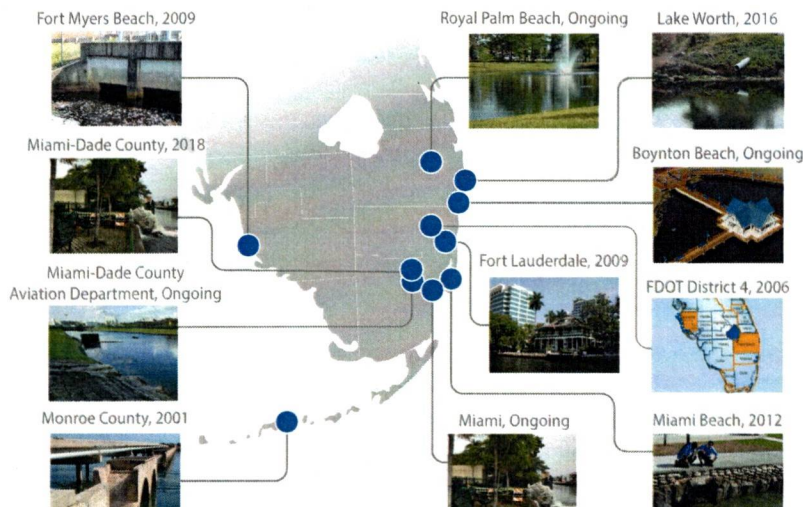 Fort Myers Beach, 2009
Royal Palm Beach, Ongoing
Lake Worth, 2016
Miami-Dade County, 2018
Boynton Beach, Ongoing
Miami-Dade County
Aviation Department, Ongoing
Fort Lauderdale, 2009
FDOT District 4, 2006
Monroe County, 2001
Miami, Ongoing
Miami Beach, 2012